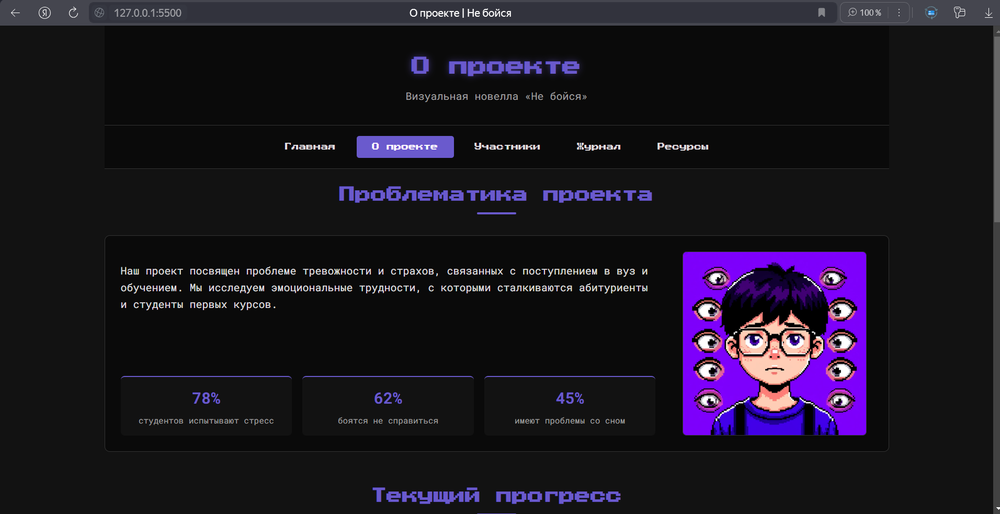 127.0.0.1:5500
О проекте | Не бойся
100 %
О проекте
Визуальная новелла «Не бойся»
Главная
О проекте
Участники
Журнал
Ресурсы
Проблематика проекта
Наш проект посвящен проблеме тревожности и страхов, связанных с поступлением в вуз и
обучением. Мы исследуем эмоциональные трудности, с которыми сталкиваются абитуриенты
и студенты первых курсов.
78%
студентов испытывают стресс
62%
боятся не справиться
45%
имеют проблемы со сном
Текущий прогресс